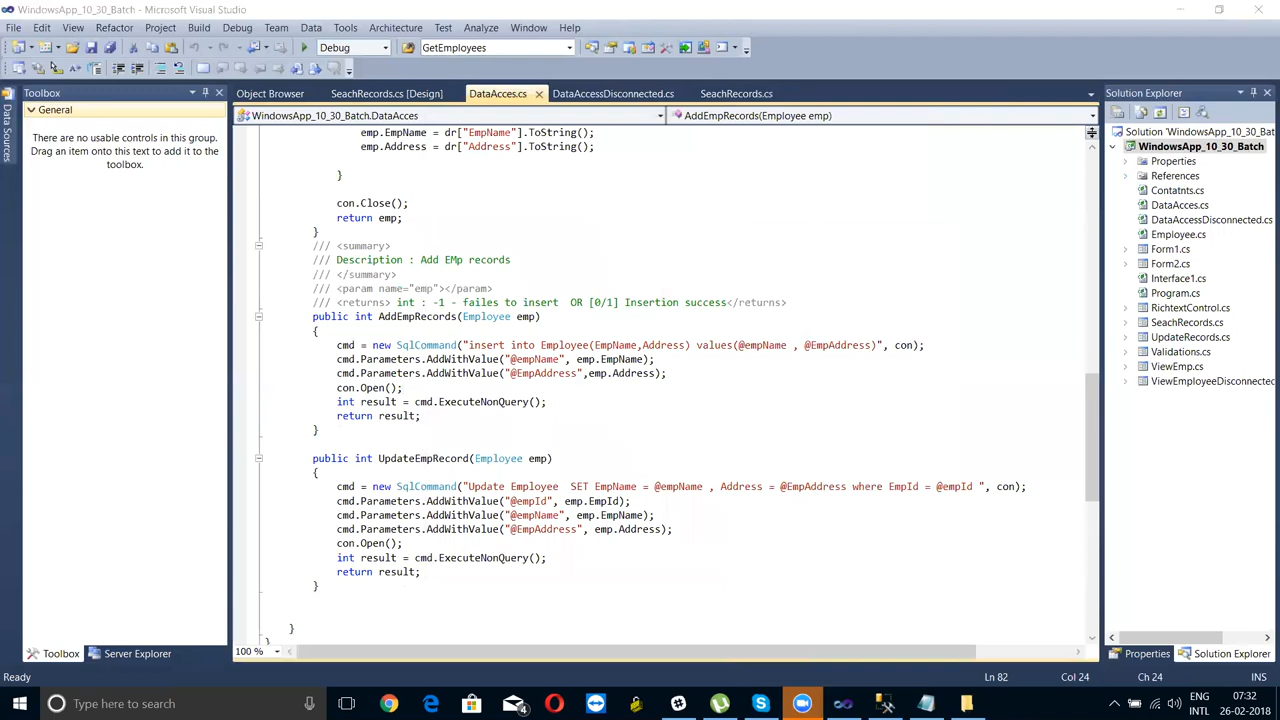 WindowsApp_10_30_Batch - Microsoft Visual Studio
File Edit View Refactor Project Build Debug Team Data Tools Architecture Test Analyze Window Help
Debug GetEmployees
Toolbox
General
There are no usable controls in this group.
Drag an item onto this text to add it to the
toolbox.
Data Sources
Object Browser SeachRecords.cs [Design] DataAcces.cs DataAccessDisconnected.cs SeachRecords.cs
WindowsApp_10_30_Batch.DataAcces AddEmpRecords(Employee emp)
emp.EmpName = dr["EmpName"].ToString();
emp.Address = dr["Address"].ToString();
}
con.Close();
return emp;
}
/// <summary>
/// Description : Add EMp records
/// </summary>
/// <param name="emp"></param>
/// <returns> int : -1 - failes to insert  OR [0/1] Insertion success</returns>
public int AddEmpRecords(Employee emp)
{
cmd = new SqlCommand("insert into Employee(EmpName,Address) values(@empName , @EmpAddress)", con);
cmd.Parameters.AddWithValue("@empName", emp.EmpName);
cmd.Parameters.AddWithValue("@EmpAddress",emp.Address);
con.Open();
int result = cmd.ExecuteNonQuery();
return result;
}
public int UpdateEmpRecord(Employee emp)
{
cmd = new SqlCommand("Update Employee  SET EmpName = @empName , Address = @EmpAddress where EmpId = @empId ", con);
cmd.Parameters.AddWithValue("@empId", emp.EmpId);
cmd.Parameters.AddWithValue("@empName", emp.EmpName);
cmd.Parameters.AddWithValue("@EmpAddress", emp.Address);
con.Open();
int result = cmd.ExecuteNonQuery();
return result;
}
}
}
100 %
Solution Explorer
Solution 'WindowsApp_10_30_Bat
WindowsApp_10_30_Batch
Properties
References
Contatnts.cs
DataAcces.cs
DataAccessDisconnected.cs
Employee.cs
Form1.cs
Form2.cs
Interface1.cs
Program.cs
RichtextControl.cs
SeachRecords.cs
UpdateRecords.cs
Validations.cs
ViewEmp.cs
ViewEmployeeDisconnected
Toolbox Server Explorer
Properties Solution Explorer
Ready Ln 82 Col 24 Ch 24 INS
Type here to search
4
ENG
INTL
07:32
26-02-2018